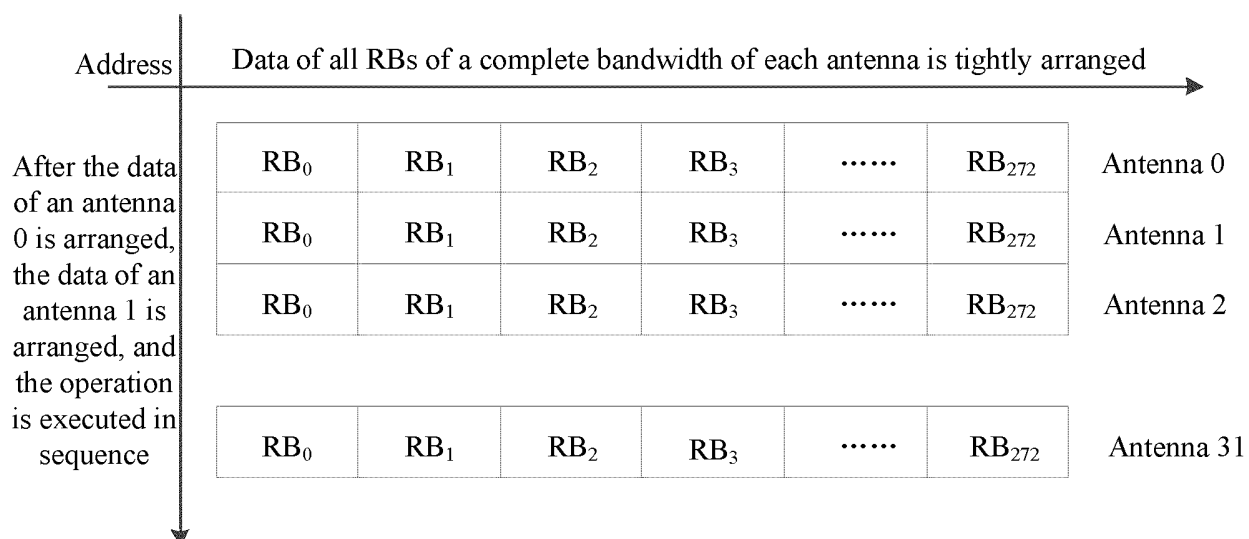 Address
Data of all RBs of a complete bandwidth of each antenna is tightly arranged
After the data
of an antenna
0 is arranged,
the data of an
antenna 1 is
arranged, and
the operation
is executed in
sequence
RB₀ RB₁ RB₂ RB₃ ...... RB₂₇₂ Antenna 0
RB₀ RB₁ RB₂ RB₃ ...... RB₂₇₂ Antenna 1
RB₀ RB₁ RB₂ RB₃ ...... RB₂₇₂ Antenna 2
RB₀ RB₁ RB₂ RB₃ ...... RB₂₇₂ Antenna 31